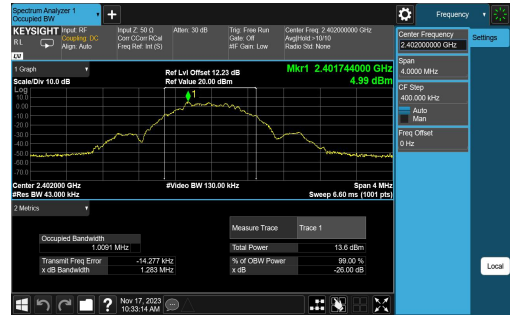 Spectrum Analyzer 1
Occupied BW
Frequency
KEYSIGHT
RL
Input: RF
Coupling: DC
Align: Auto
Input Z: 50 Ω
Corr CCorr RCal
Freq Ref: Int (S)
Atten: 30 dB
Trig: Free Run
Gate: Off
#IF Gain: Low
Center Freq: 2.402000000 GHz
Avg|Hold:>10/10
Radio Std: None
LXI
1 Graph
Scale/Div 10.0 dB
Ref Lvl Offset 12.23 dB
Ref Value 20.00 dBm
Mkr1 2.401744000 GHz
4.99 dBm
Log
10.0
0.00
-10.0
-20.0
-30.0
-40.0
-50.0
-60.0
-70.0
1
Center 2.402000 GHz
#Res BW 43.000 kHz
#Video BW 130.00 kHz
Span 4 MHz
Sweep 6.60 ms (1001 pts)
2 Metrics
Measure Trace
Trace 1
Occupied Bandwidth
1.0091 MHz
Total Power
13.6 dBm
Transmit Freq Error
-14.277 kHz
% of OBW Power
99.00 %
x dB Bandwidth
1.283 MHz
x dB
-26.00 dB
Nov 17, 2023
10:33:14 AM
Center Frequency
2.402000000 GHz
Span
4.0000 MHz
CF Step
400.000 kHz
Auto
Man
Freq Offset
0 Hz
Settings
Local